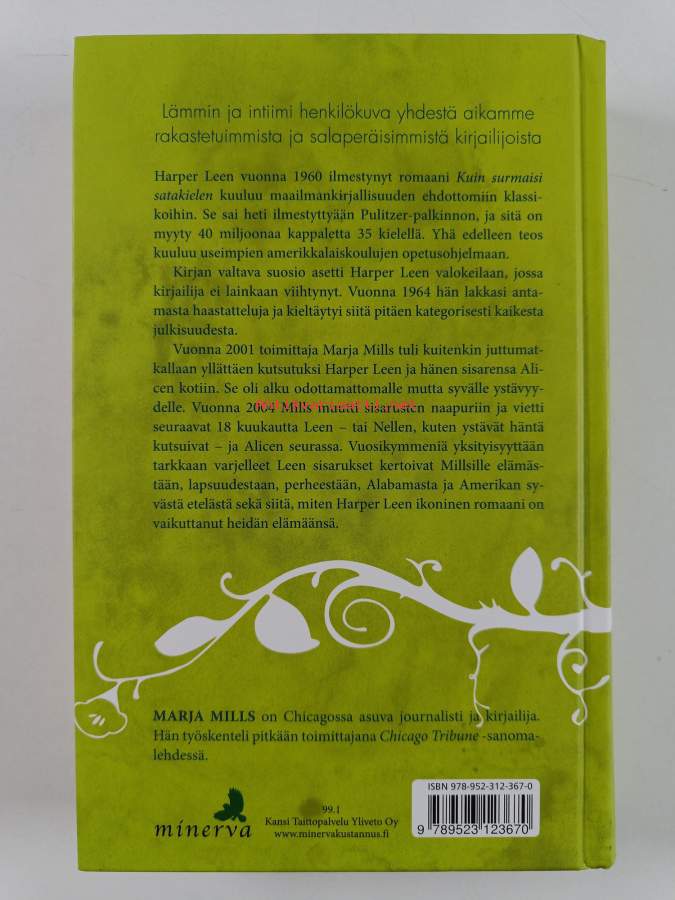 Lämmin ja intiimi henkilökuva yhdestä aikamme
rakastetuimmista ja salaperäisimmistä kirjailijoista
Harper Leen vuonna 1960 ilmestynyt romaani Kuin surmaisi
satakielen kuuluu maailmankirjallisuuden ehdottomiin klassi-
koihin. Se sai heti ilmestyttyään Pulitzer-palkinnon, ja sitä on
myyty 40 miljoonaa kappaletta 35 kielellä. Yhä edelleen teos
kuuluu useimpien amerikkalaiskoulujen opetusohjelmaan.
Kirjan valtava suosio asetti Harper Leen valokeilaan, jossa
kirjailija ei lainkaan viihtynyt. Vuonna 1964 hän lakkasi anta-
masta haastatteluja ja kieltäytyi siitä pitäen kategorisesti kaikesta
julkisuudesta.
Vuonna 2001 toimittaja Marja Mills tuli kuitenkin juttumat-
kallaan yllättäen kutsutuksi Harper Leen ja hänen sisarensa Ali-
cen kotiin. Se oli alku odottamattomalle mutta syvälle ystävyy-
delle. Vuonna 2004 Mills muutti sisarusten naapuriin ja vietti
seuraavat 18 kuukautta Leen – tai Nellen, kuten ystävät häntä
kutsuivat – ja Alicen seurassa. Vuosikymmeniä yksityisyyttään
tarkkaan varjelleet Leen sisarukset kertoivat Millsille elämäs-
tään, lapsuudestaan, perheestään, Alabamasta ja Amerikan sy-
västä etelästä sekä siitä, miten Harper Leen ikoninen romaani on
vaikuttanut heidän elämäänsä.
MARJA MILLS on Chicagossa asuva journalisti ja kirjailija.
Hän työskenteli pitkään toimittajana Chicago Tribune -sanoma-
lehdessä.
ISBN 978-952-312-367-0
9 789523 123670
minerva
99.1
Kansi Taittopalvelu Yliveto Oy
www.minervakustannus.fi